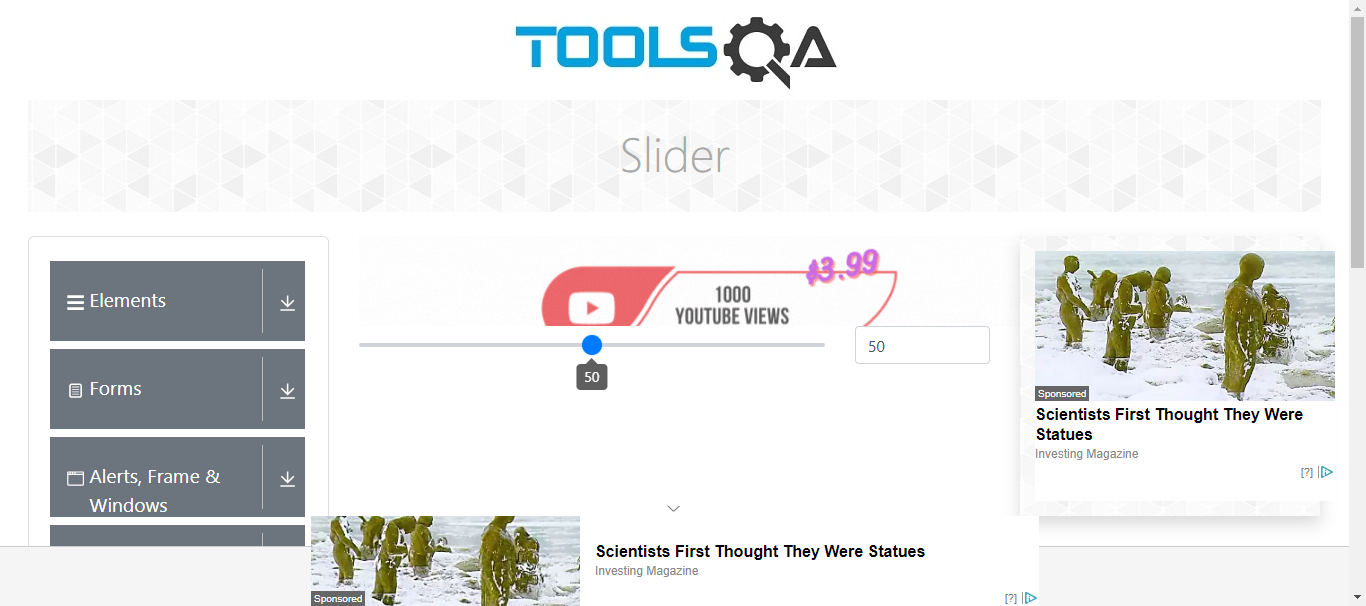 TOOLSQA
Slider
Elements
Forms
Alerts, Frame &
Windows
$3.99
1000
YOUTUBE VIEWS
50
50
Sponsored
Scientists First Thought They Were
Statues
Investing Magazine
[?]
Sponsored
Scientists First Thought They Were Statues
Investing Magazine
[?]